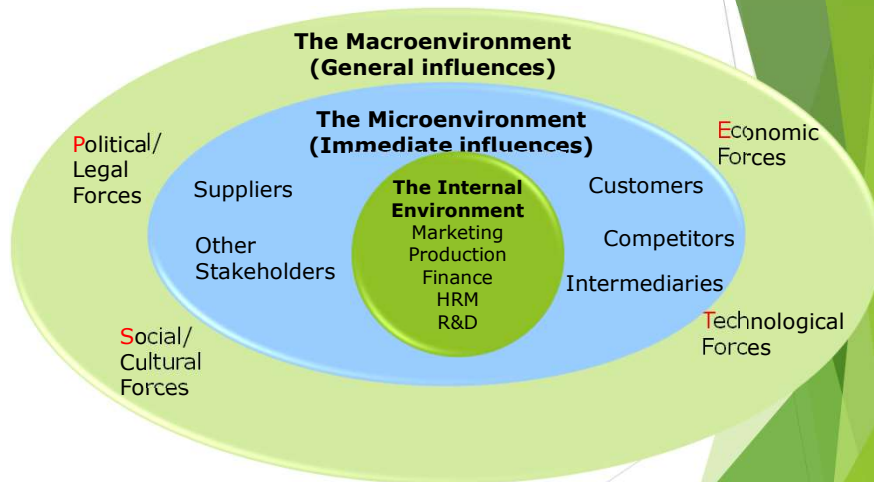 The Macroenvironment
(General influences)
The Microenvironment
(Immediate influences)
Political/
Legal
Forces
Economic
Forces
Suppliers
Other
Stakeholders
The Internal
Environment
Marketing
Production
Finance
HRM
R&D
Customers
Competitors
Intermediaries
Social/
Cultural
Forces
Technological
Forces